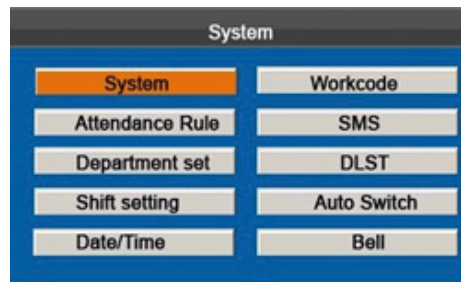 System
System
Workcode
Attendance Rule
SMS
Department set
DLST
Shift setting
Auto Switch
Date/Time
Bell